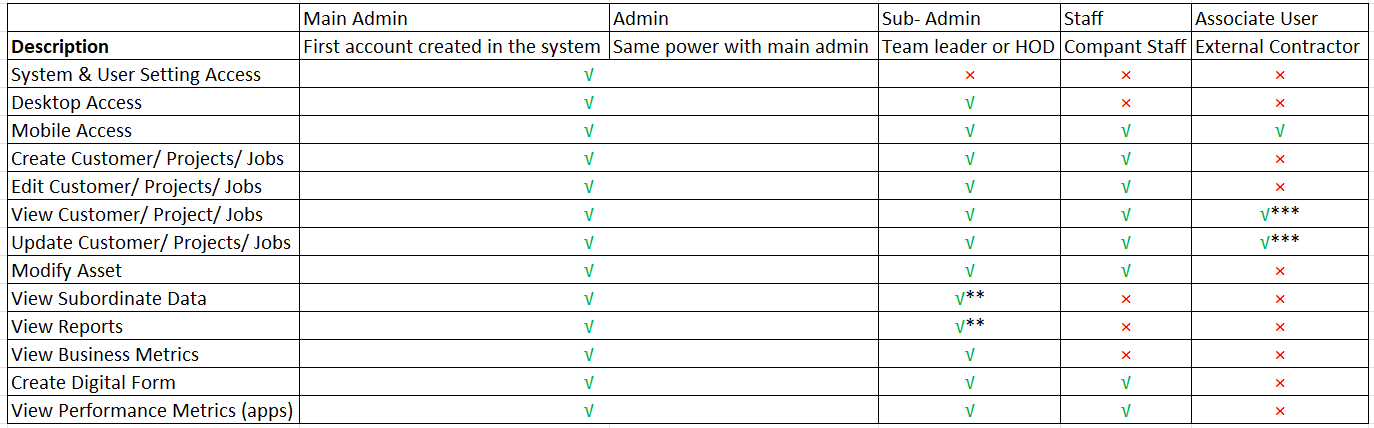 Main Admin Admin Sub- Admin Staff Associate User
Description First account created in the system Same power with main admin Team leader or HOD Compant Staff External Contractor
System & User Setting Access √ × × ×
Desktop Access √ √ × ×
Mobile Access √ √ √ √
Create Customer/ Projects/ Jobs √ √ √ ×
Edit Customer/ Projects/ Jobs √ √ √ ×
View Customer/ Project/ Jobs √ √ √ √***
Update Customer/ Projects/ Jobs √ √ √ √***
Modify Asset √ √ √ ×
View Subordinate Data √ √** × ×
View Reports √ √** × ×
View Business Metrics √ √ × ×
Create Digital Form √ √ √ ×
View Performance Metrics (apps) √ √ √ ×